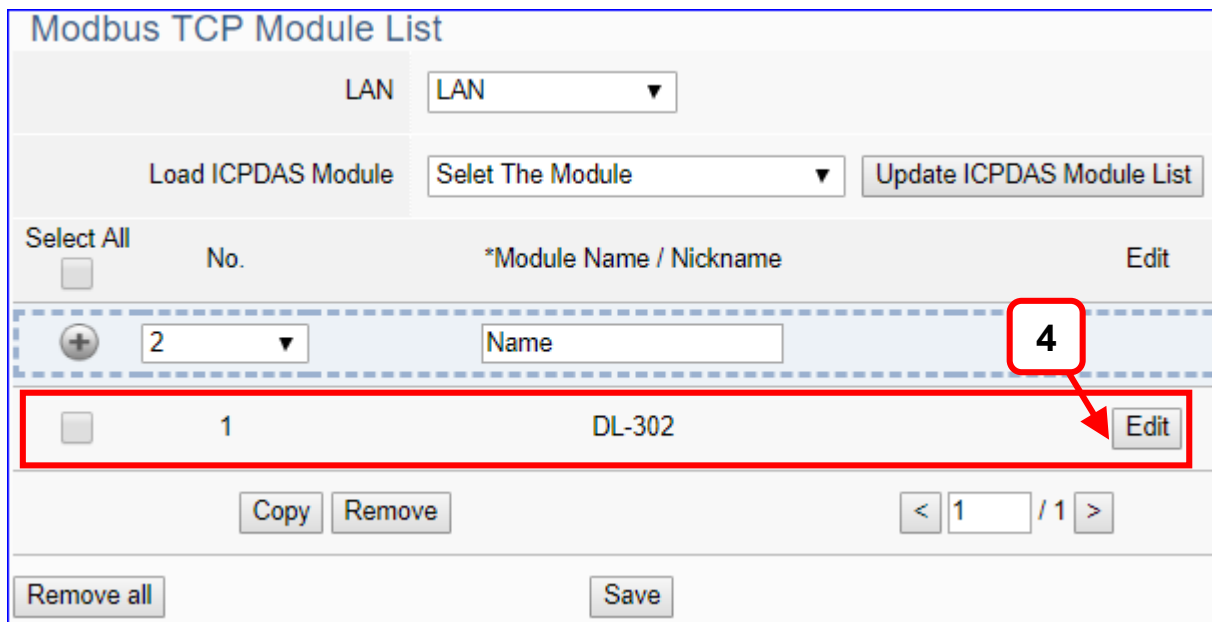 Modbus TCP Module List
LAN LAN ▼
Load ICPDAS Module Selet The Module ▼ Update ICPDAS Module List
Select All
No. *Module Name / Nickname Edit
2 ▼ Name
4
1 DL-302 Edit
Copy Remove < 1 / 1 >
Remove all Save